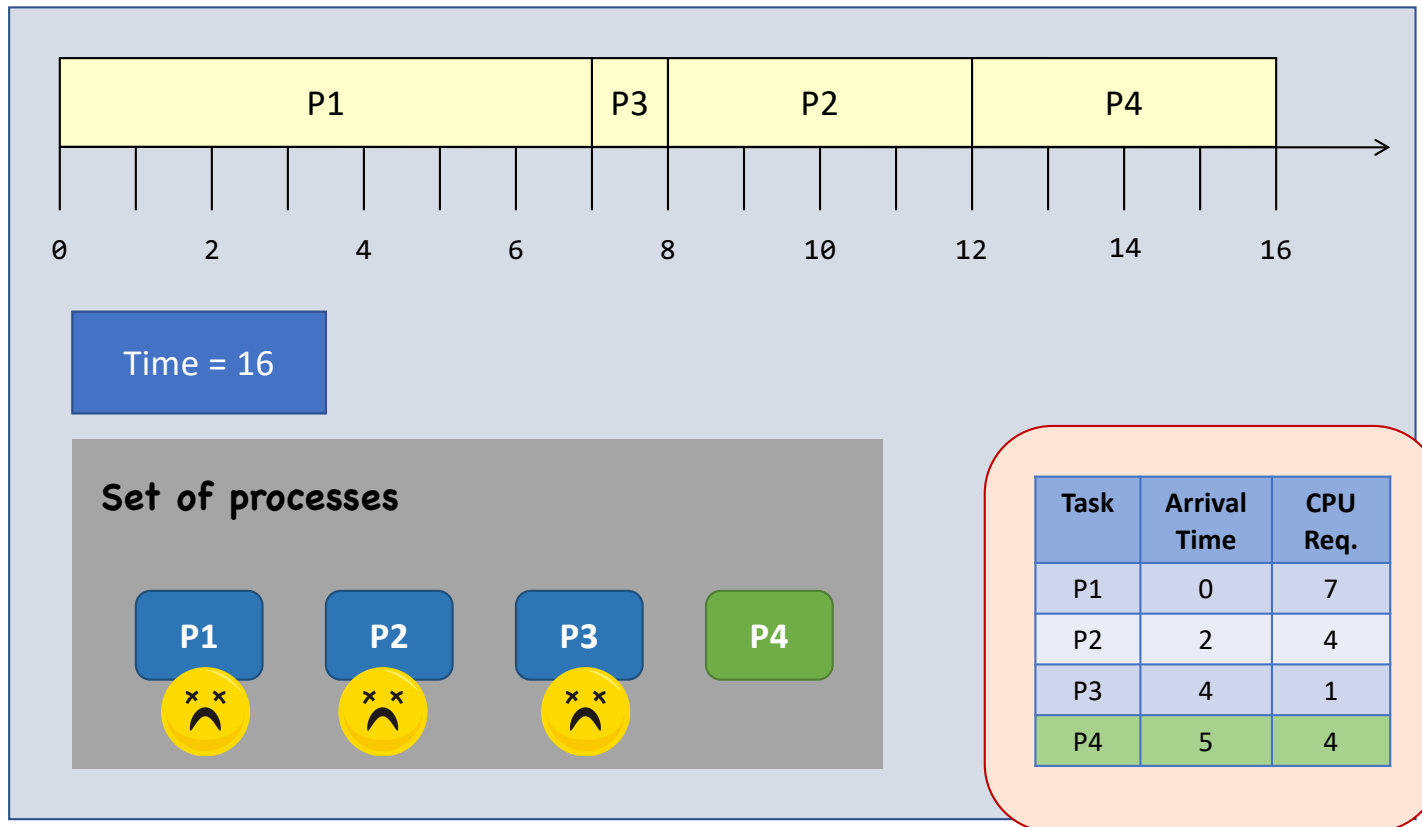 P1 P3 P2 P4
0 2 4 6 8 10 12 14 16
Time = 16
Set of processes
P1 P2 P3 P4
Task Arrival Time CPU Req.
P1 0 7
P2 2 4
P3 4 1
P4 5 4